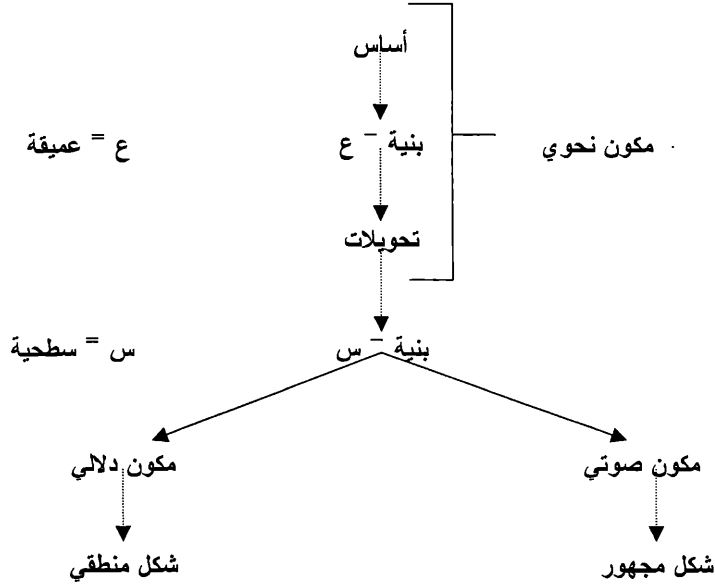 أساس
مكون نحوي
بنية - ع
ع = عميقة
تحويلات
بنية - س
س = سطحية
مكون صوتي
مكون دلالي
شكل مجهور
شكل منطقي